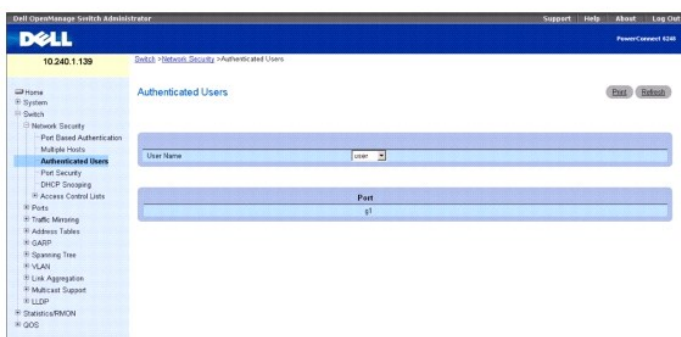 Dell OpenManage Switch Administrator
Support Help About Log Out
DELL
PowerConnect 6248
10.240.1.139
Switch >Network Security >Authenticated Users
Home
System
Switch
Network Security
Port Based Authentication
Multiple Hosts
Authenticated Users
Port Security
DHCP Snooping
Access Control Lists
Ports
Traffic Mirroring
Address Tables
GARP
Spanning Tree
VLAN
Link Aggregation
Multicast Support
LLDP
Statistics/RMON
QOS
Authenticated Users
Print Refresh
User Name user
Port
g1